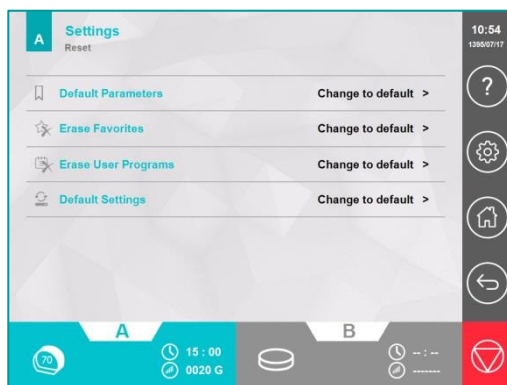 A
Settings
Reset
10:54
1395/07/17
?
Default Parameters Change to default >
Erase Favorites Change to default >
Erase User Programs Change to default >
Default Settings Change to default >
A B
70
15 : 00 -- : --
0020 G -------